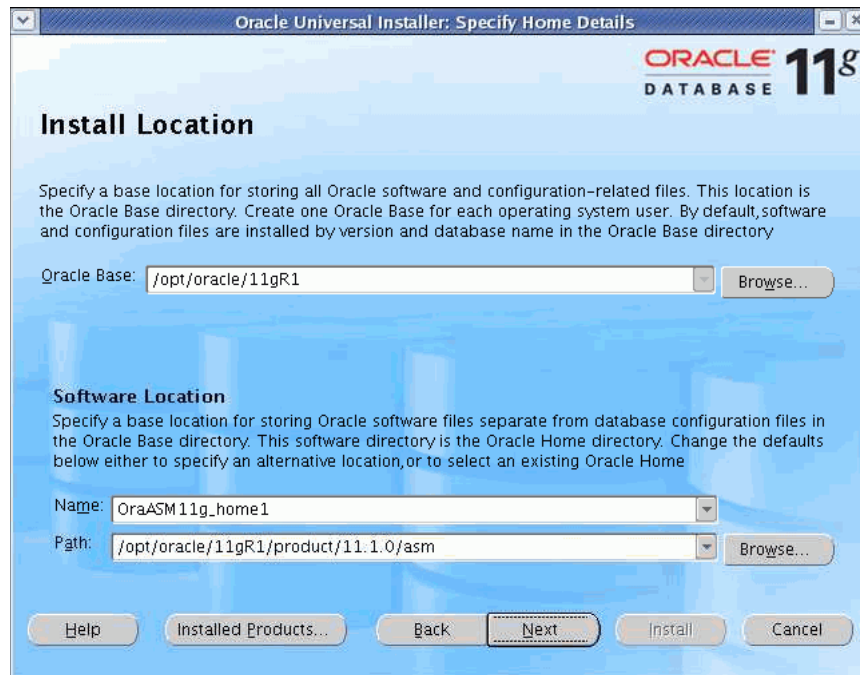 Oracle Universal Installer: Specify Home Details
ORACLE 11g
DATABASE
Install Location
Specify a base location for storing all Oracle software and configuration-related files. This location is
the Oracle Base directory. Create one Oracle Base for each operating system user. By default,software
and configuration files are installed by version and database name in the Oracle Base directory
Oracle Base: /opt/oracle/11gR1 Browse...
Software Location
Specify a base location for storing Oracle software files separate from database configuration files in
the Oracle Base directory. This software directory is the Oracle Home directory. Change the defaults
below either to specify an alternative location,or to select an existing Oracle Home
Name: OraASM11g_home1
Path: /opt/oracle/11gR1/product/11.1.0/asm Browse...
Help Installed Products... Back Next Install Cancel